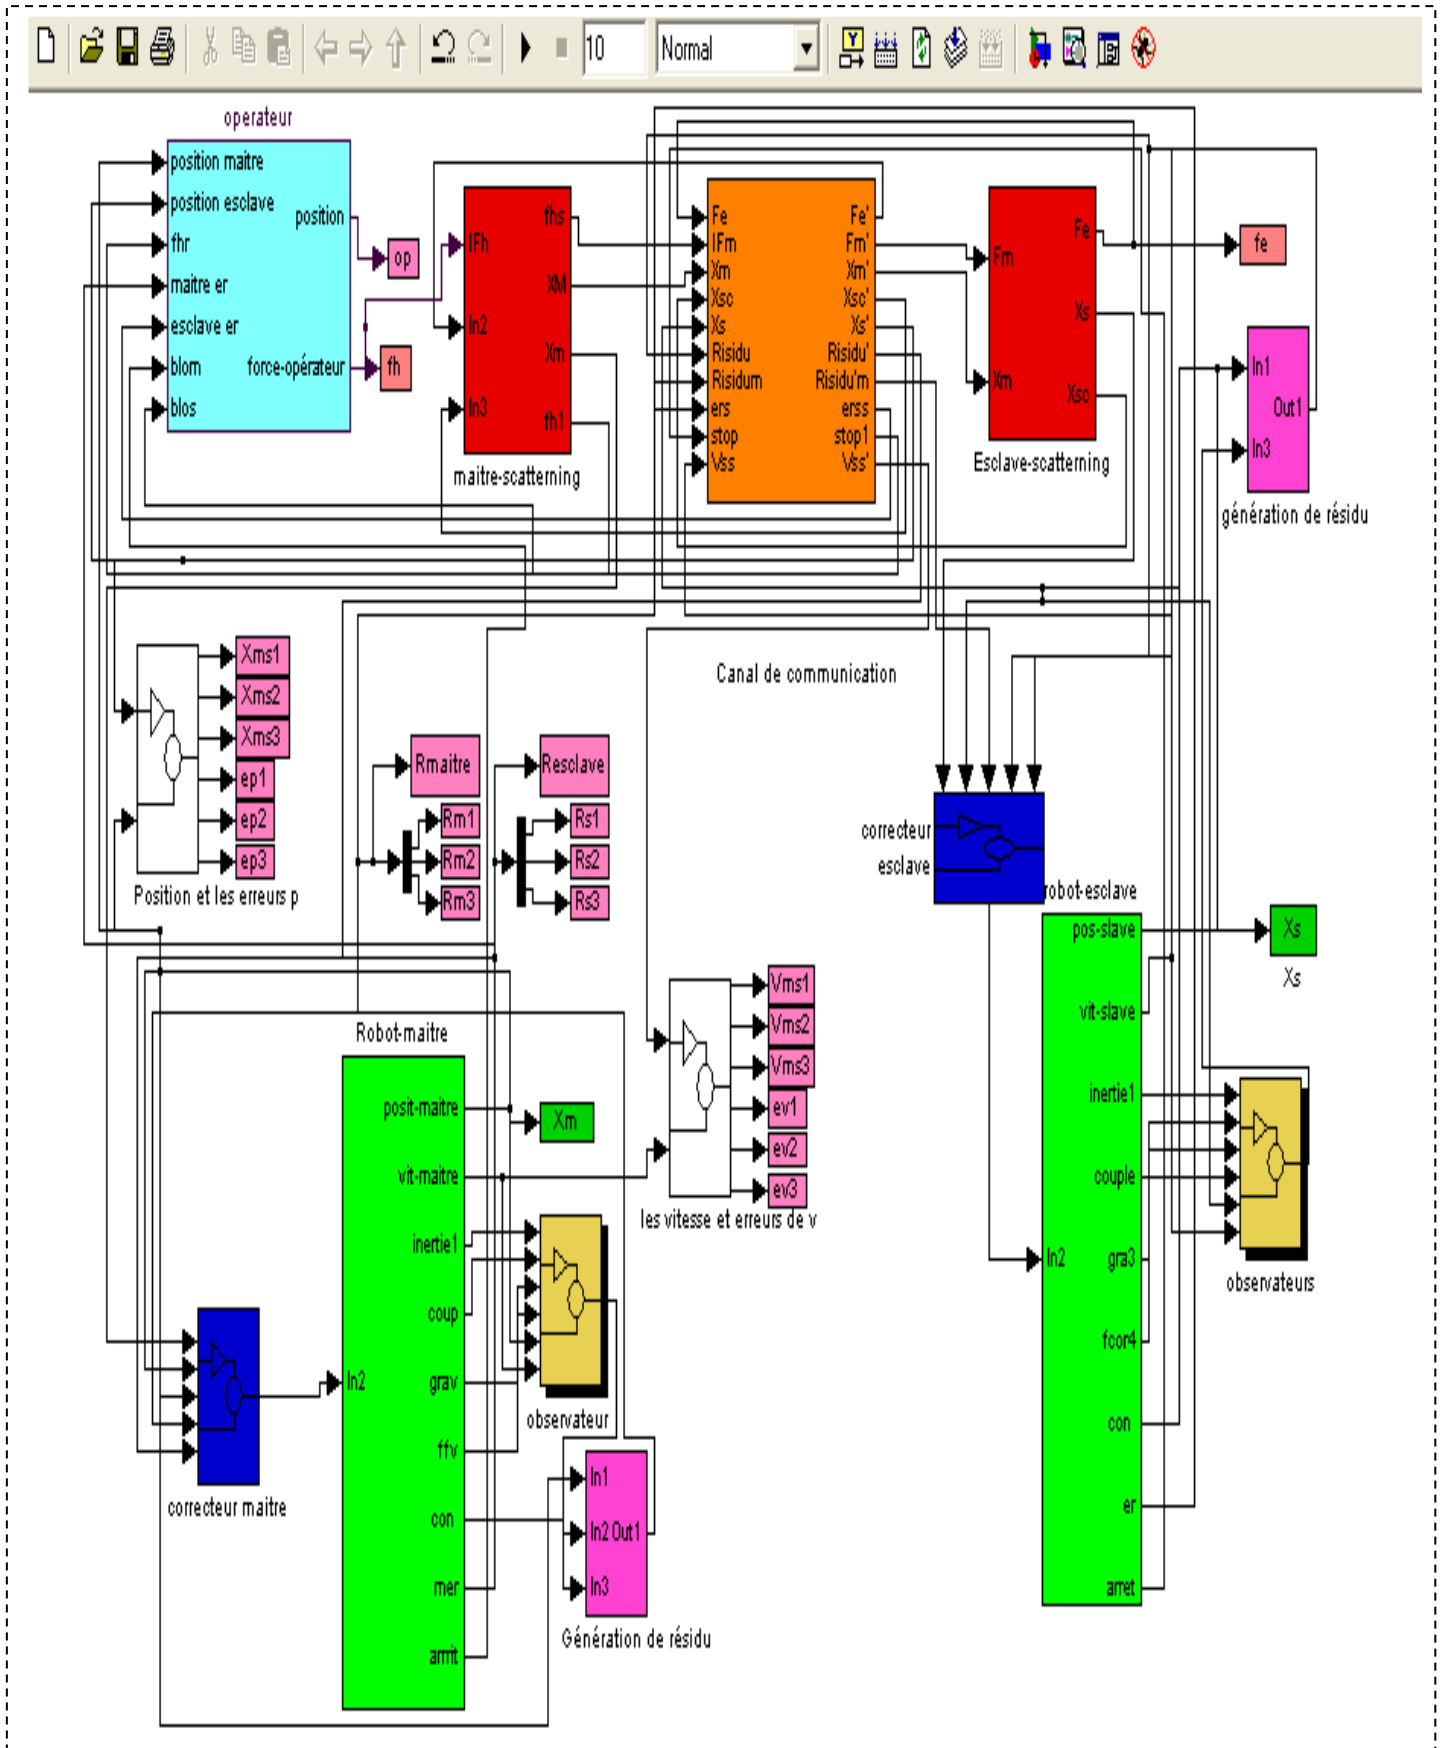 10
Normal
operateur
position maitre
position esclave
fhr
maitre er
esclave er
blom
blos
position
force-opérateur
op
fh
IFh
In2
In3
fhs
XM
Xm
fh1
maitre-scatterning
Fe
IFm
Xm
Xsc
Xs
Risidu
Risidum
ers
stop
Vss
Fe'
Fm'
Xm'
Xsc'
Xs'
Risidu'
Risidu'm
erss
stop1
Vss'
Canal de communication
Fm
Xm
Fe
Xs
Xsc
Esclave-scatterning
fe
In1
In3
Out1
génération de résidu
Xms1
Xms2
Xms3
ep1
ep2
ep3
Position et les erreurs p
Rmaitre
Rm1
Rm2
Rm3
Resclave
Rs1
Rs2
Rs3
correcteur
esclave
robot-esclave
pos-slave
vit-slave
inertie1
couple
In2
gra3
fcor4
con
er
arret
Xs
Xs
observateurs
Vms1
Vms2
Vms3
ev1
ev2
ev3
les vitesse et erreurs de v
Robot-maitre
posit-maitre
vit-maitre
inertie1
coup
In2
grav
ffv
con
mer
arrit
Xm
observateur
correcteur maitre
In1
In2
Out1
In3
Génération de résidu